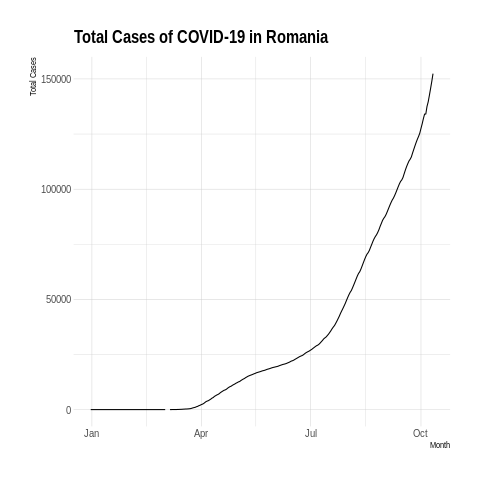 Total Cases of COVID-19 in Romania
Total Cases
150000
100000
50000
0
Jan Apr Jul Oct
Month